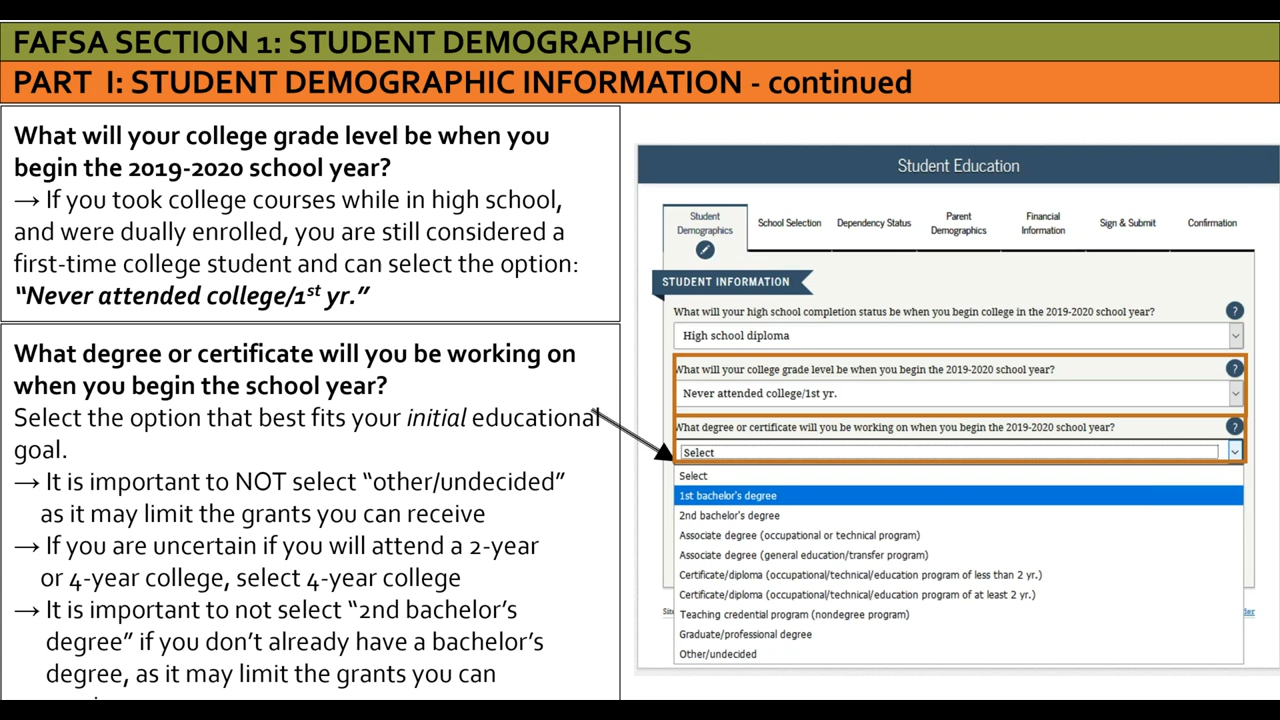 FAFSA SECTION 1: STUDENT DEMOGRAPHICS
PART I: STUDENT DEMOGRAPHIC INFORMATION - continued
What will your college grade level be when you
begin the 2019-2020 school year?
→ If you took college courses while in high school,
and were dually enrolled, you are still considered a
first-time college student and can select the option:
“Never attended college/1st yr.”
What degree or certificate will you be working on
when you begin the school year?
Select the option that best fits your initial educational
goal.
→ It is important to NOT select “other/undecided”
as it may limit the grants you can receive
→ If you are uncertain if you will attend a 2-year
or 4-year college, select 4-year college
→ It is important to not select “2nd bachelor’s
degree” if you don’t already have a bachelor’s
degree, as it may limit the grants you can
Student Education
Student
Demographics
School Selection
Dependency Status
Parent
Demographics
Financial
Information
Sign & Submit
Confirmation
STUDENT INFORMATION
What will your high school completion status be when you begin college in the 2019-2020 school year?
?
High school diploma
What will your college grade level be when you begin the 2019-2020 school year?
?
Never attended college/1st yr.
What degree or certificate will you be working on when you begin the 2019-2020 school year?
?
Select
Select
1st bachelor's degree
2nd bachelor's degree
Associate degree (occupational or technical program)
Associate degree (general education/transfer program)
Certificate/diploma (occupational/technical/education program of less than 2 yr.)
Certificate/diploma (occupational/technical/education program of at least 2 yr.)
Teaching credential program (nondegree program)
Graduate/professional degree
Other/undecided